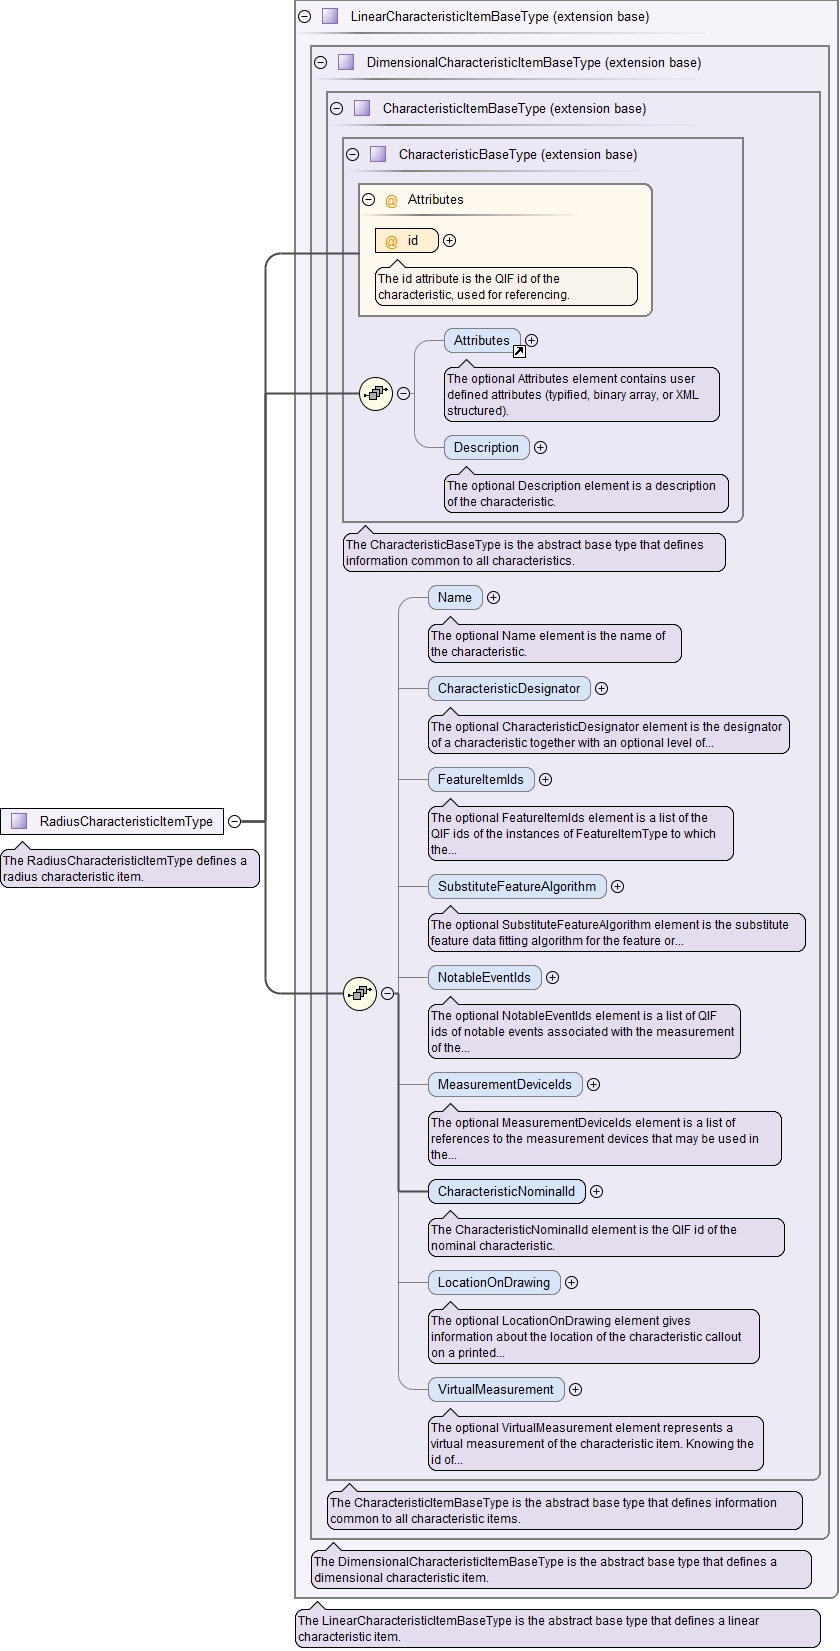 LinearCharacteristicItemBaseType (extension base)
DimensionalCharacteristicItemBaseType (extension base)
CharacteristicItemBaseType (extension base)
CharacteristicBaseType (extension base)
@ Attributes
@ id
The id attribute is the QIF id of the
characteristic, used for referencing.
Attributes
The optional Attributes element contains user
defined attributes (typified, binary array, or XML
structured).
Description
The optional Description element is a description
of the characteristic.
The CharacteristicBaseType is the abstract base type that defines
information common to all characteristics.
Name
The optional Name element is the name of
the characteristic.
CharacteristicDesignator
The optional CharacteristicDesignator element is the designator
of a characteristic together with an optional level of...
FeatureItemIds
The optional FeatureItemIds element is a list of the
QIF ids of the instances of FeatureItemType to which
the...
RadiusCharacteristicItemType
The RadiusCharacteristicItemType defines a
radius characteristic item.
SubstituteFeatureAlgorithm
The optional SubstituteFeatureAlgorithm element is the substitute
feature data fitting algorithm for the feature or...
NotableEventIds
The optional NotableEventIds element is a list of QIF
ids of notable events associated with the measurement
of the...
MeasurementDeviceIds
The optional MeasurementDeviceIds element is a list of
references to the measurement devices that may be used in
the...
CharacteristicNominalId
The CharacteristicNominalId element is the QIF id of the
nominal characteristic.
LocationOnDrawing
The optional LocationOnDrawing element gives
information about the location of the characteristic callout
on a printed...
VirtualMeasurement
The optional VirtualMeasurement element represents a
virtual measurement of the characteristic item. Knowing the
id of...
The CharacteristicItemBaseType is the abstract base type that defines information
common to all characteristic items.
The DimensionalCharacteristicItemBaseType is the abstract base type that defines a
dimensional characteristic item.
The LinearCharacteristicItemBaseType is the abstract base type that defines a linear
characteristic item.